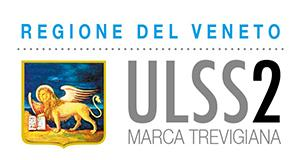 REGIONE DEL VENETO
ULSS2
MARCA TREVIGIANA